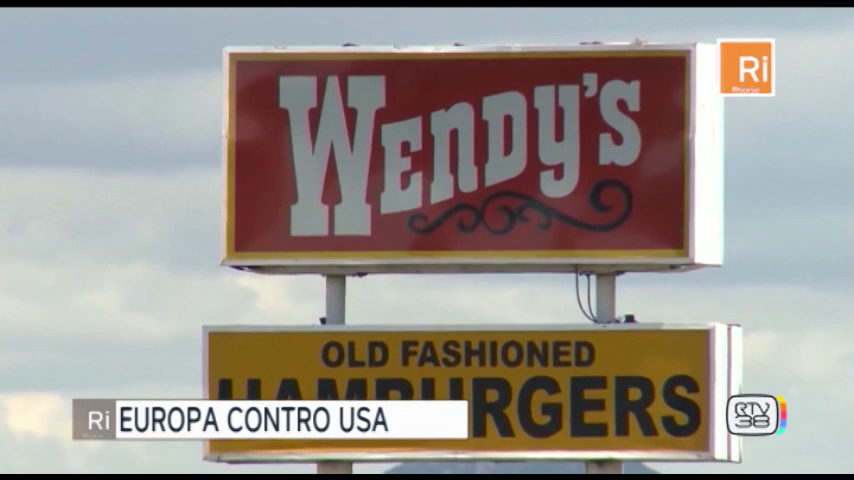 WENDY'S
Ri
OLD FASHIONED
HAMBURGERS
Ri EUROPA CONTRO USA
RTV
38